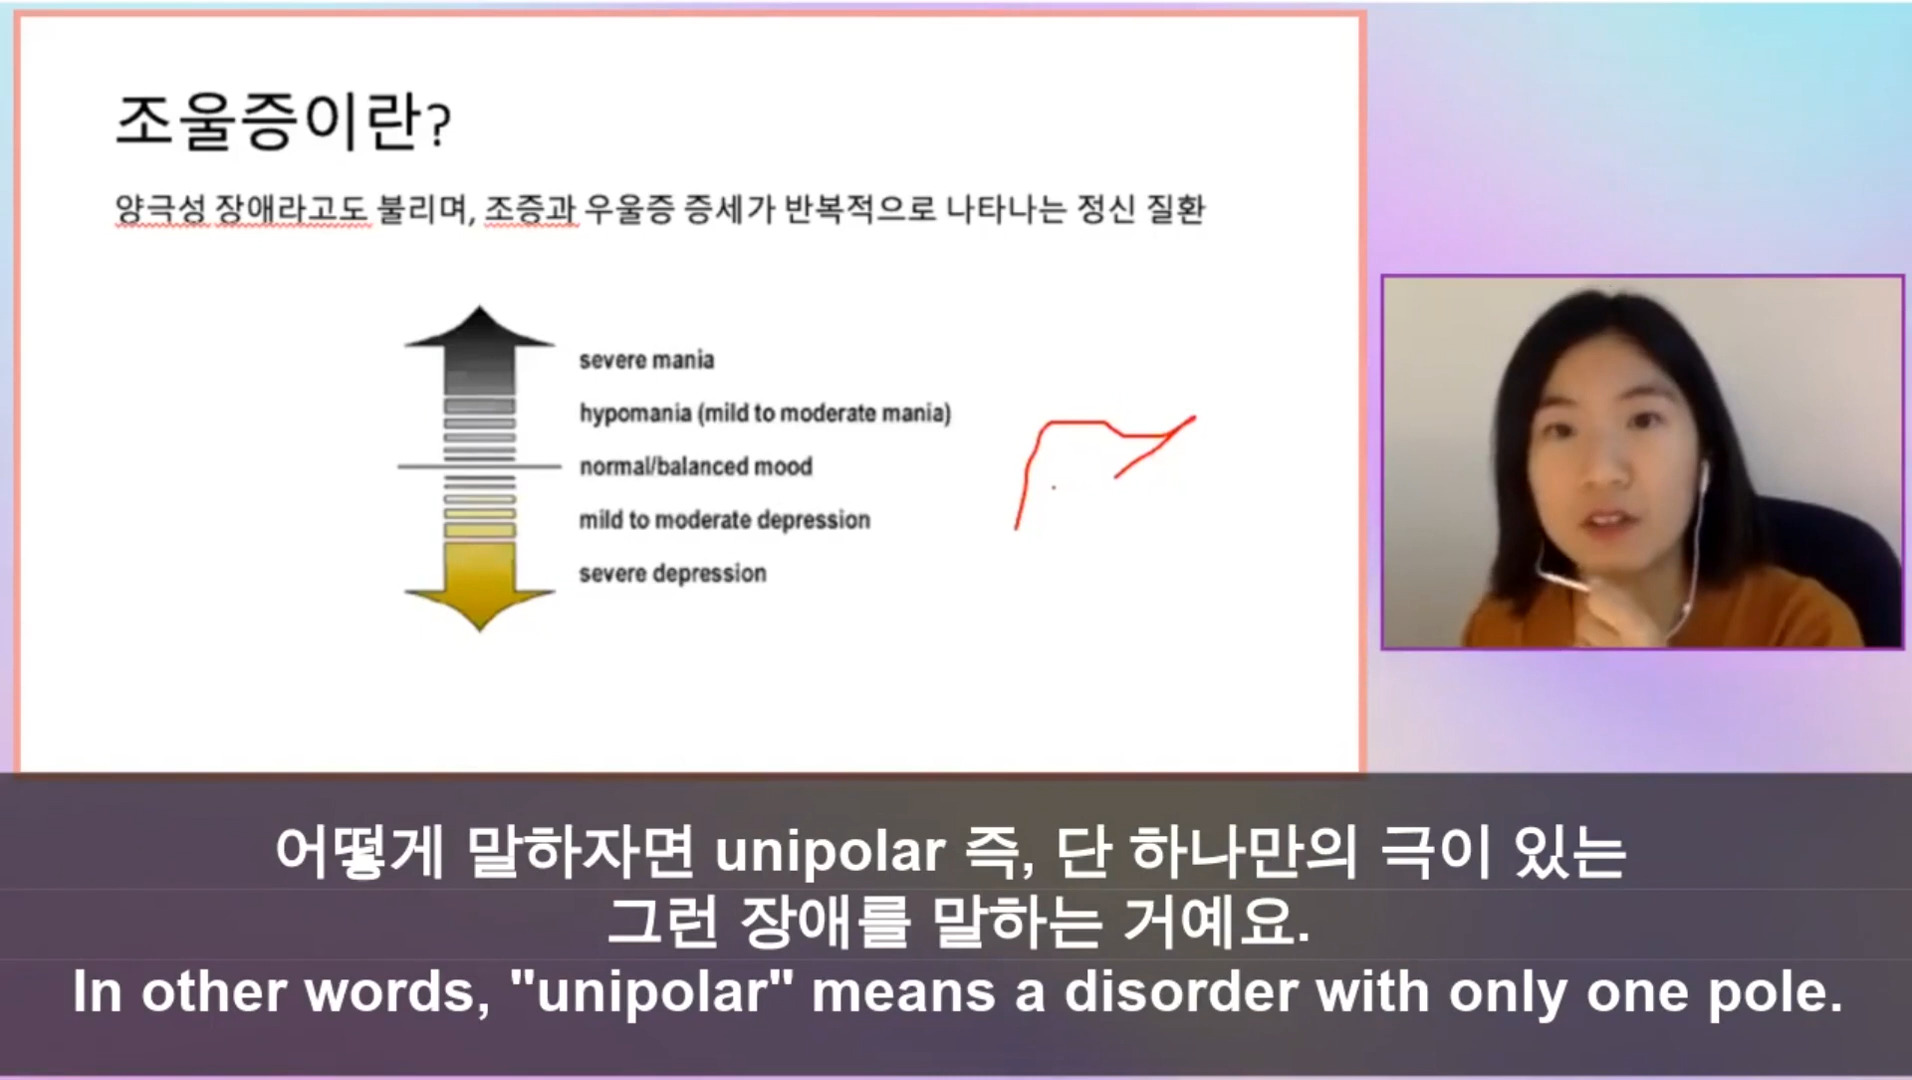 조울증이란?
양극성 장애라고도 불리며, 조증과 우울증 증세가 반복적으로 나타나는 정신 질환
severe mania
hypomania (mild to moderate mania)
normal/balanced mood
mild to moderate depression
severe depression
어떻게 말하자면 unipolar 즉, 단 하나만의 극이 있는
그런 장애를 말하는 거예요.
In other words, "unipolar" means a disorder with only one pole.